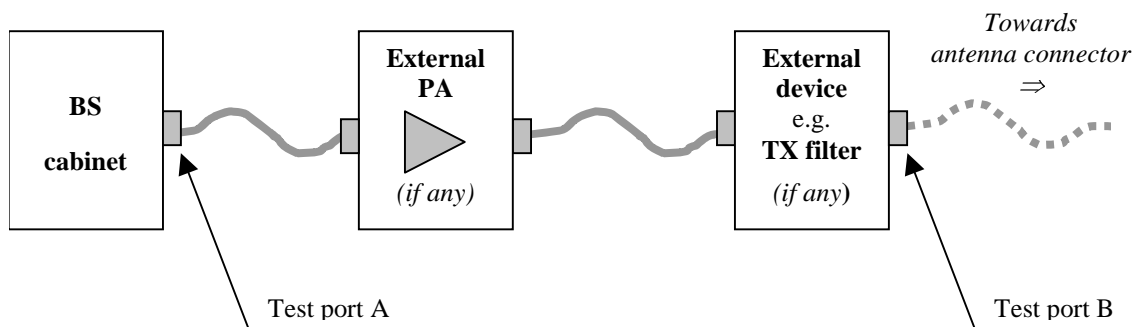 BS
cabinet
External
PA
(if any)
External
device
e.g.
TX filter
(if any)
Towards
antenna connector
⇒
Test port A
Test port B